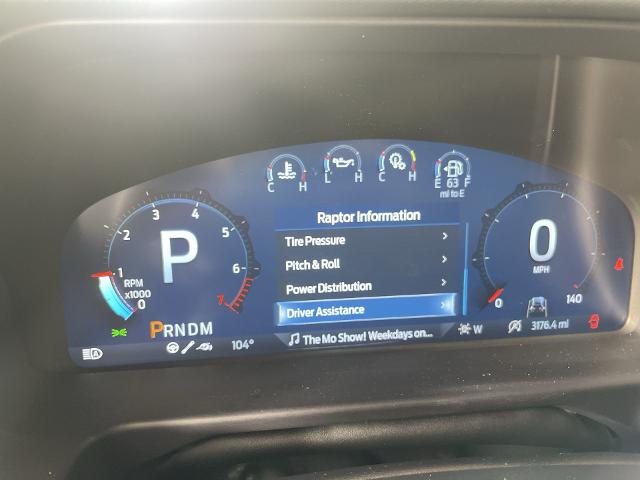 C H
L H
C H
E 63 F
mi to E
Raptor Information
Tire Pressure
Pitch & Roll
Power Distribution
Driver Assistance
The Mo Show! Weekdays on...
0 1 2 3 4 5 6 7
RPM
x1000
P
PRNDM
104°
A
0
MPH
0 140
W
3176.4 mi